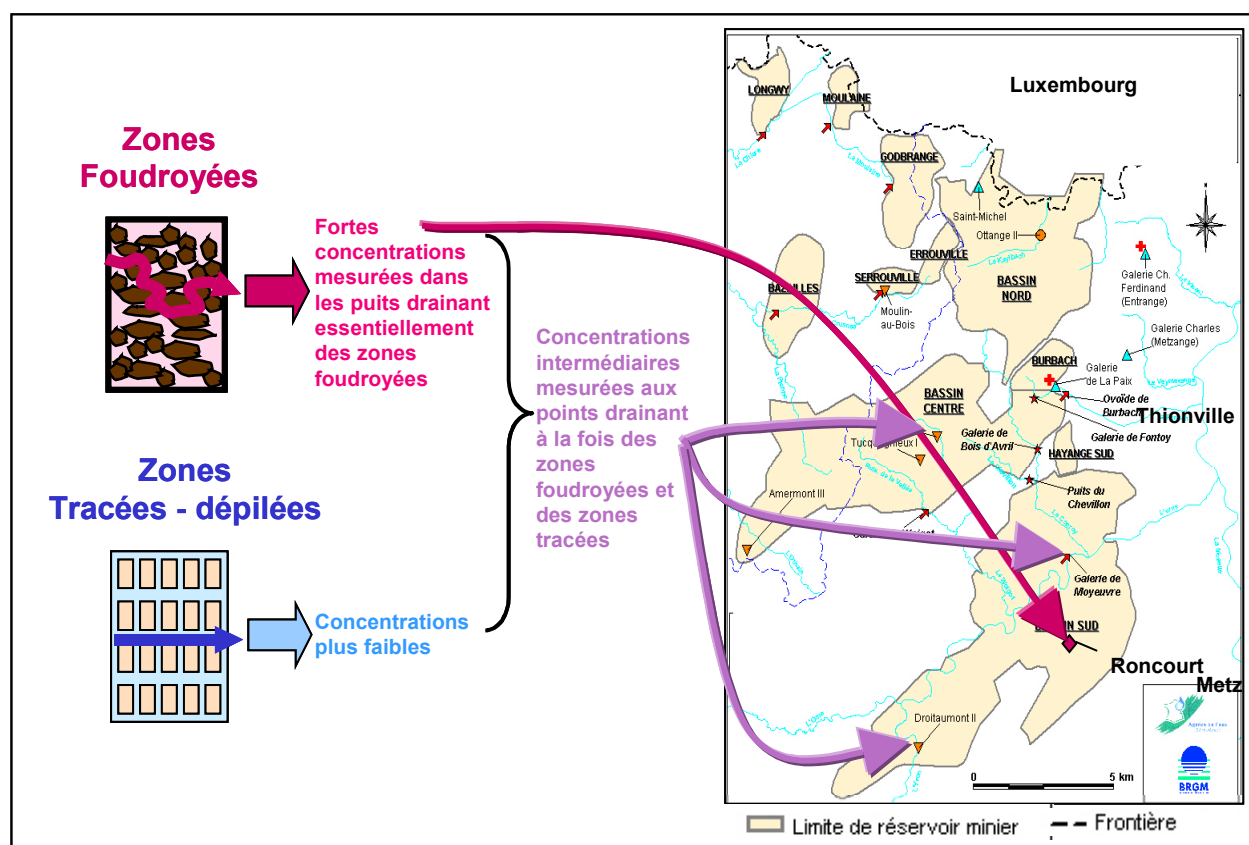 Zones
Foudroyées
Fortes
concentrations
mesurées dans
les puits drainant
essentiellement
des zones
foudroyées
Zones
Tracées - dépilées
Concentrations
plus faibles
Concentrations
intermédiaires
mesurées aux
points drainant
à la fois des
zones
foudroyées et
des zones
tracées
Luxembourg
LONGWY
MOULAINE
GODBRANGE
Saint-Michel
Ottange II
ERROUVILLE
SERROUVILLE
BASSIN
NORD
Moulin-
au-Bois
Galerie Ch.
Ferdinand
(Entrange)
Galerie Charles
(Metzange)
BURBACH
Galerie
de La Paix
Ovoïde de
Burbach
Thionville
Galerie de Fontoy
BASSIN
CENTRE
Galerie de
Bois d'Avril
HAYANGE SUD
Puits du
Chevillon
Amermont III
Galerie de
Moyeuvre
SUD
Roncourt
Metz
Droitaumont II
L'Orne
0
5 km
BRGM
Limite de réservoir minier
Frontière